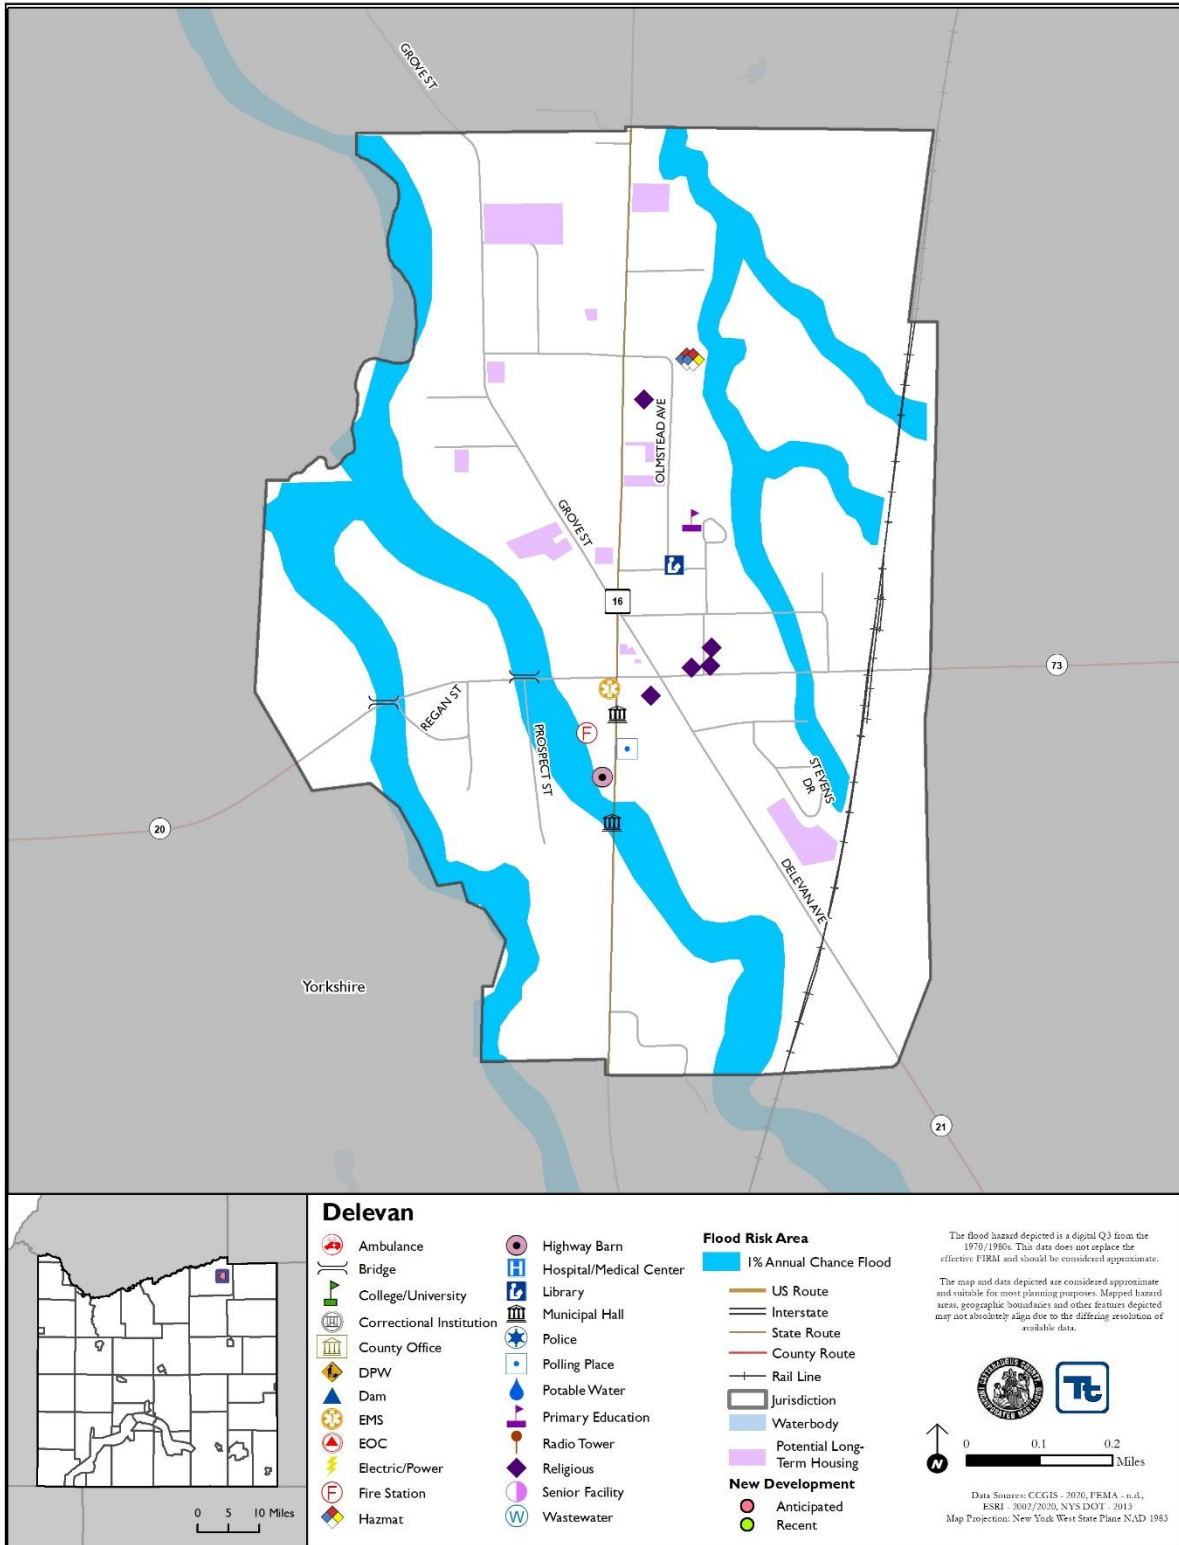 GROVE ST
OLMSTEAD AVE
GROVE ST
16
73
REGAN ST
PROSPECT ST
F
STEVENS
DR
20
DELEVAN AVE
Yorkshire
21
0 5 10 Miles
Delevan
Ambulance
Bridge
College/University
Correctional Institution
County Office
DPW
Dam
EMS
EOC
Electric/Power
F Fire Station
Hazmat
Highway Barn
H Hospital/Medical Center
Library
Municipal Hall
Police
Polling Place
Potable Water
Primary Education
Radio Tower
Religious
Senior Facility
W Wastewater
Flood Risk Area
1% Annual Chance Flood
US Route
Interstate
State Route
County Route
Rail Line
Jurisdiction
Waterbody
Potential Long-
Term Housing
New Development
Anticipated
Recent
The flood hazard depicted is a digital Q3 from the
1970/1980s. This data does not replace the
effective FIRM and should be considered approximate.
The map and data depicted are considered approximate
and suitable for most planning purposes. Mapped hazard
areas, geographic boundaries and other features depicted
may not absolutely align due to the differing resolution of
available data.
Tt
N
0 0.1 0.2
Miles
Data Sources: CCGIS - 2020, FEMA - n.d.,
ESRI - 2002/2020, NYS DOT - 2013
Map Projection: New York West State Plane NAD 1983